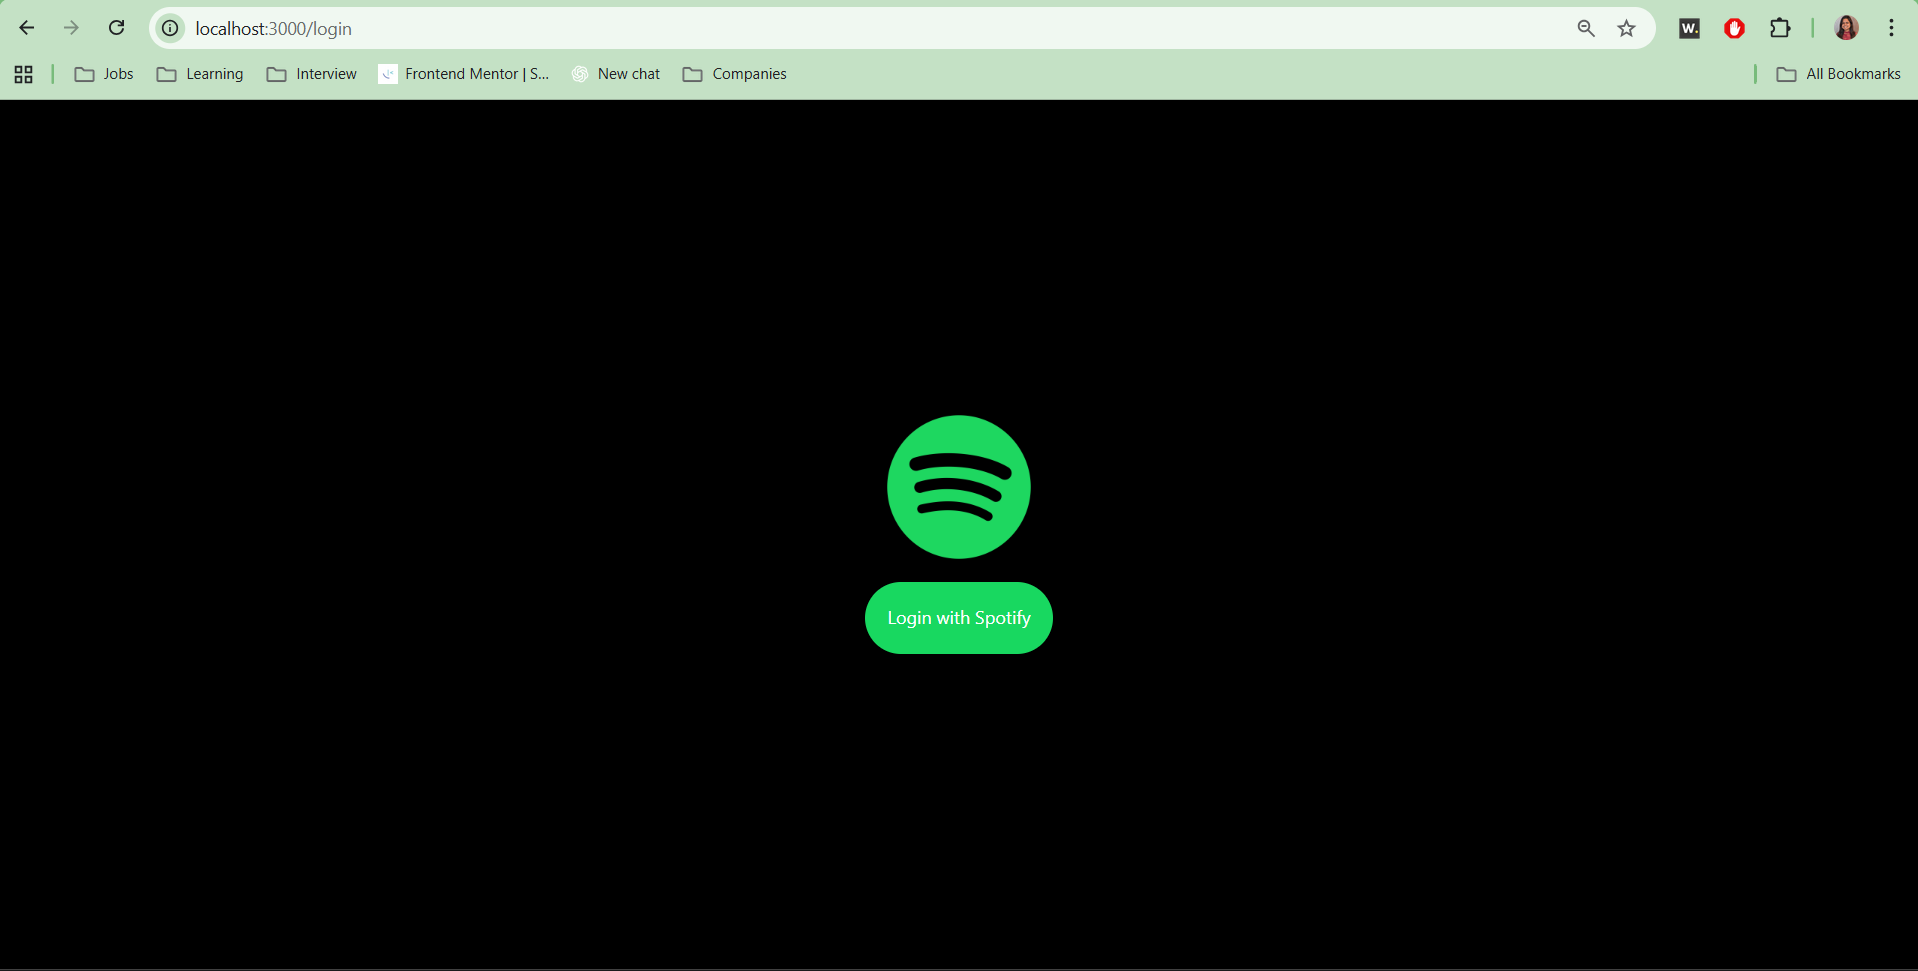 localhost:3000/login
W.
Jobs
Learning
Interview
Frontend Mentor | S...
New chat
Companies
All Bookmarks
Login with Spotify